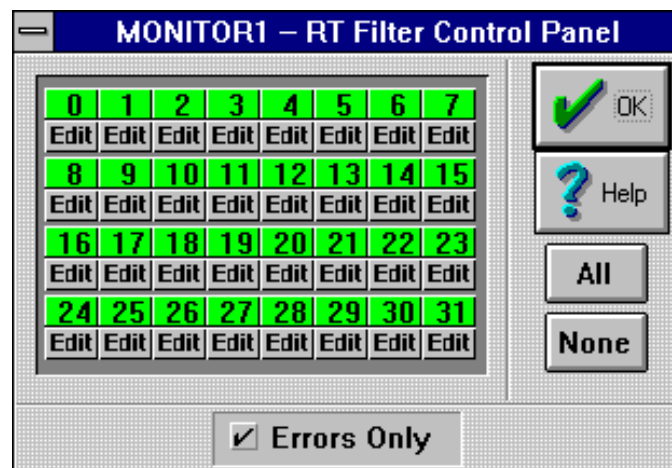 MONITOR1 – RT Filter Control Panel
0 1 2 3 4 5 6 7
Edit Edit Edit Edit Edit Edit Edit Edit
8 9 10 11 12 13 14 15
Edit Edit Edit Edit Edit Edit Edit Edit
16 17 18 19 20 21 22 23
Edit Edit Edit Edit Edit Edit Edit Edit
24 25 26 27 28 29 30 31
Edit Edit Edit Edit Edit Edit Edit Edit
OK
Help
All
None
Errors Only